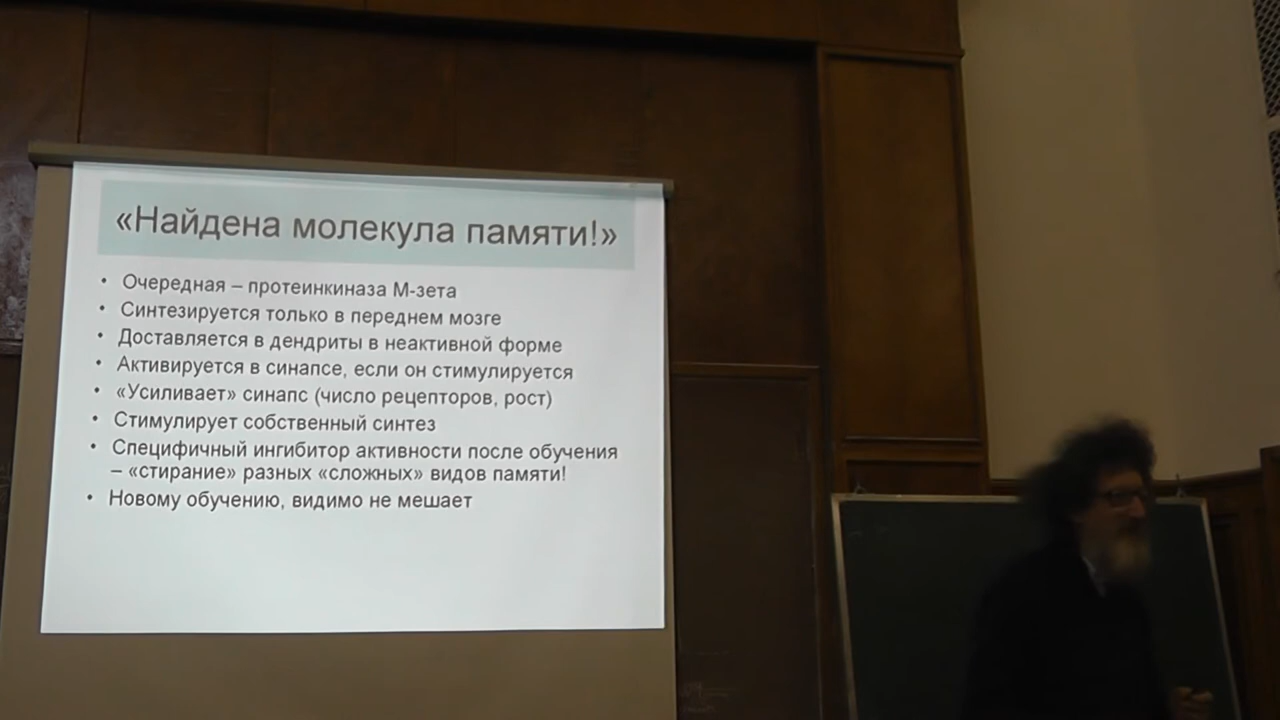 «Найдена молекула памяти!»
• Очередная – протеинкиназа М-зета
• Синтезируется только в переднем мозге
• Доставляется в дендриты в неактивной форме
• Активируется в синапсе, если он стимулируется
• «Усиливает» синапс (число рецепторов, рост)
• Стимулирует собственный синтез
• Специфичный ингибитор активности после обучения
– «стирание» разных «сложных» видов памяти!
• Новому обучению, видимо не мешает